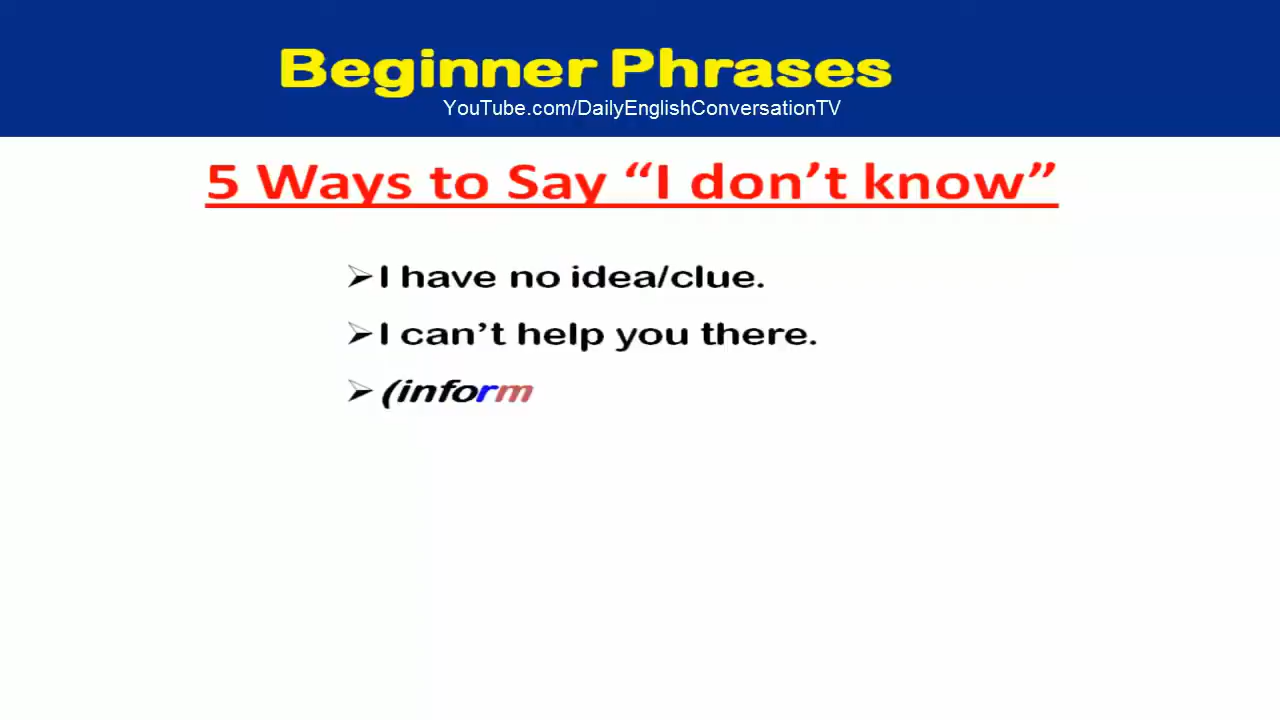 Beginner Phrases
YouTube.com/DailyEnglishConversationTV
5 Ways to Say “I don’t know”
➢I have no idea/clue.
➢I can’t help you there.
➢(inform